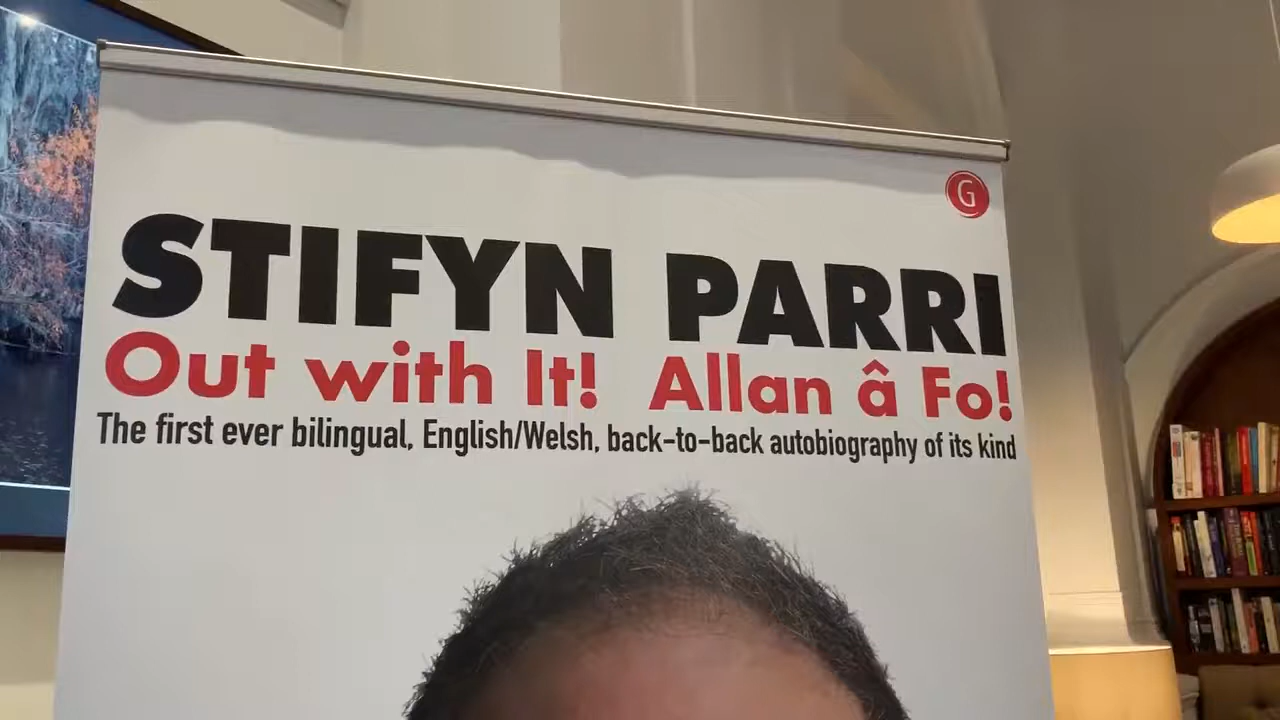 G
STIFYN PARRI
Out with It! Allan â Fo!
The first ever bilingual, English/Welsh, back-to-back autobiography of its kind